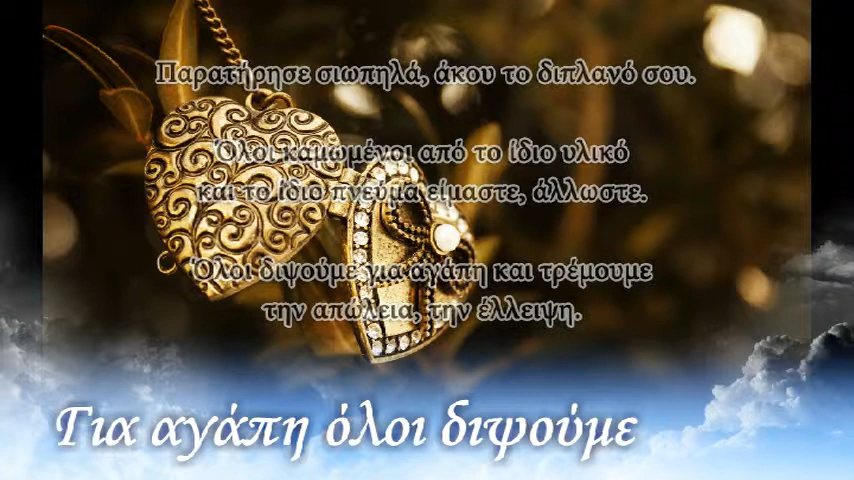 Παρατήρησε σιωπηλά, άκου το διπλανό σου.
Όλοι καμωμένοι από το ίδιο υλικό
και το ίδιο πνεύμα είμαστε, άλλωστε.
Όλοι διψούμε για αγάπη και τρέμουμε
την απώλεια, την έλλειψη.
Για αγάπη όλοι διψούμε